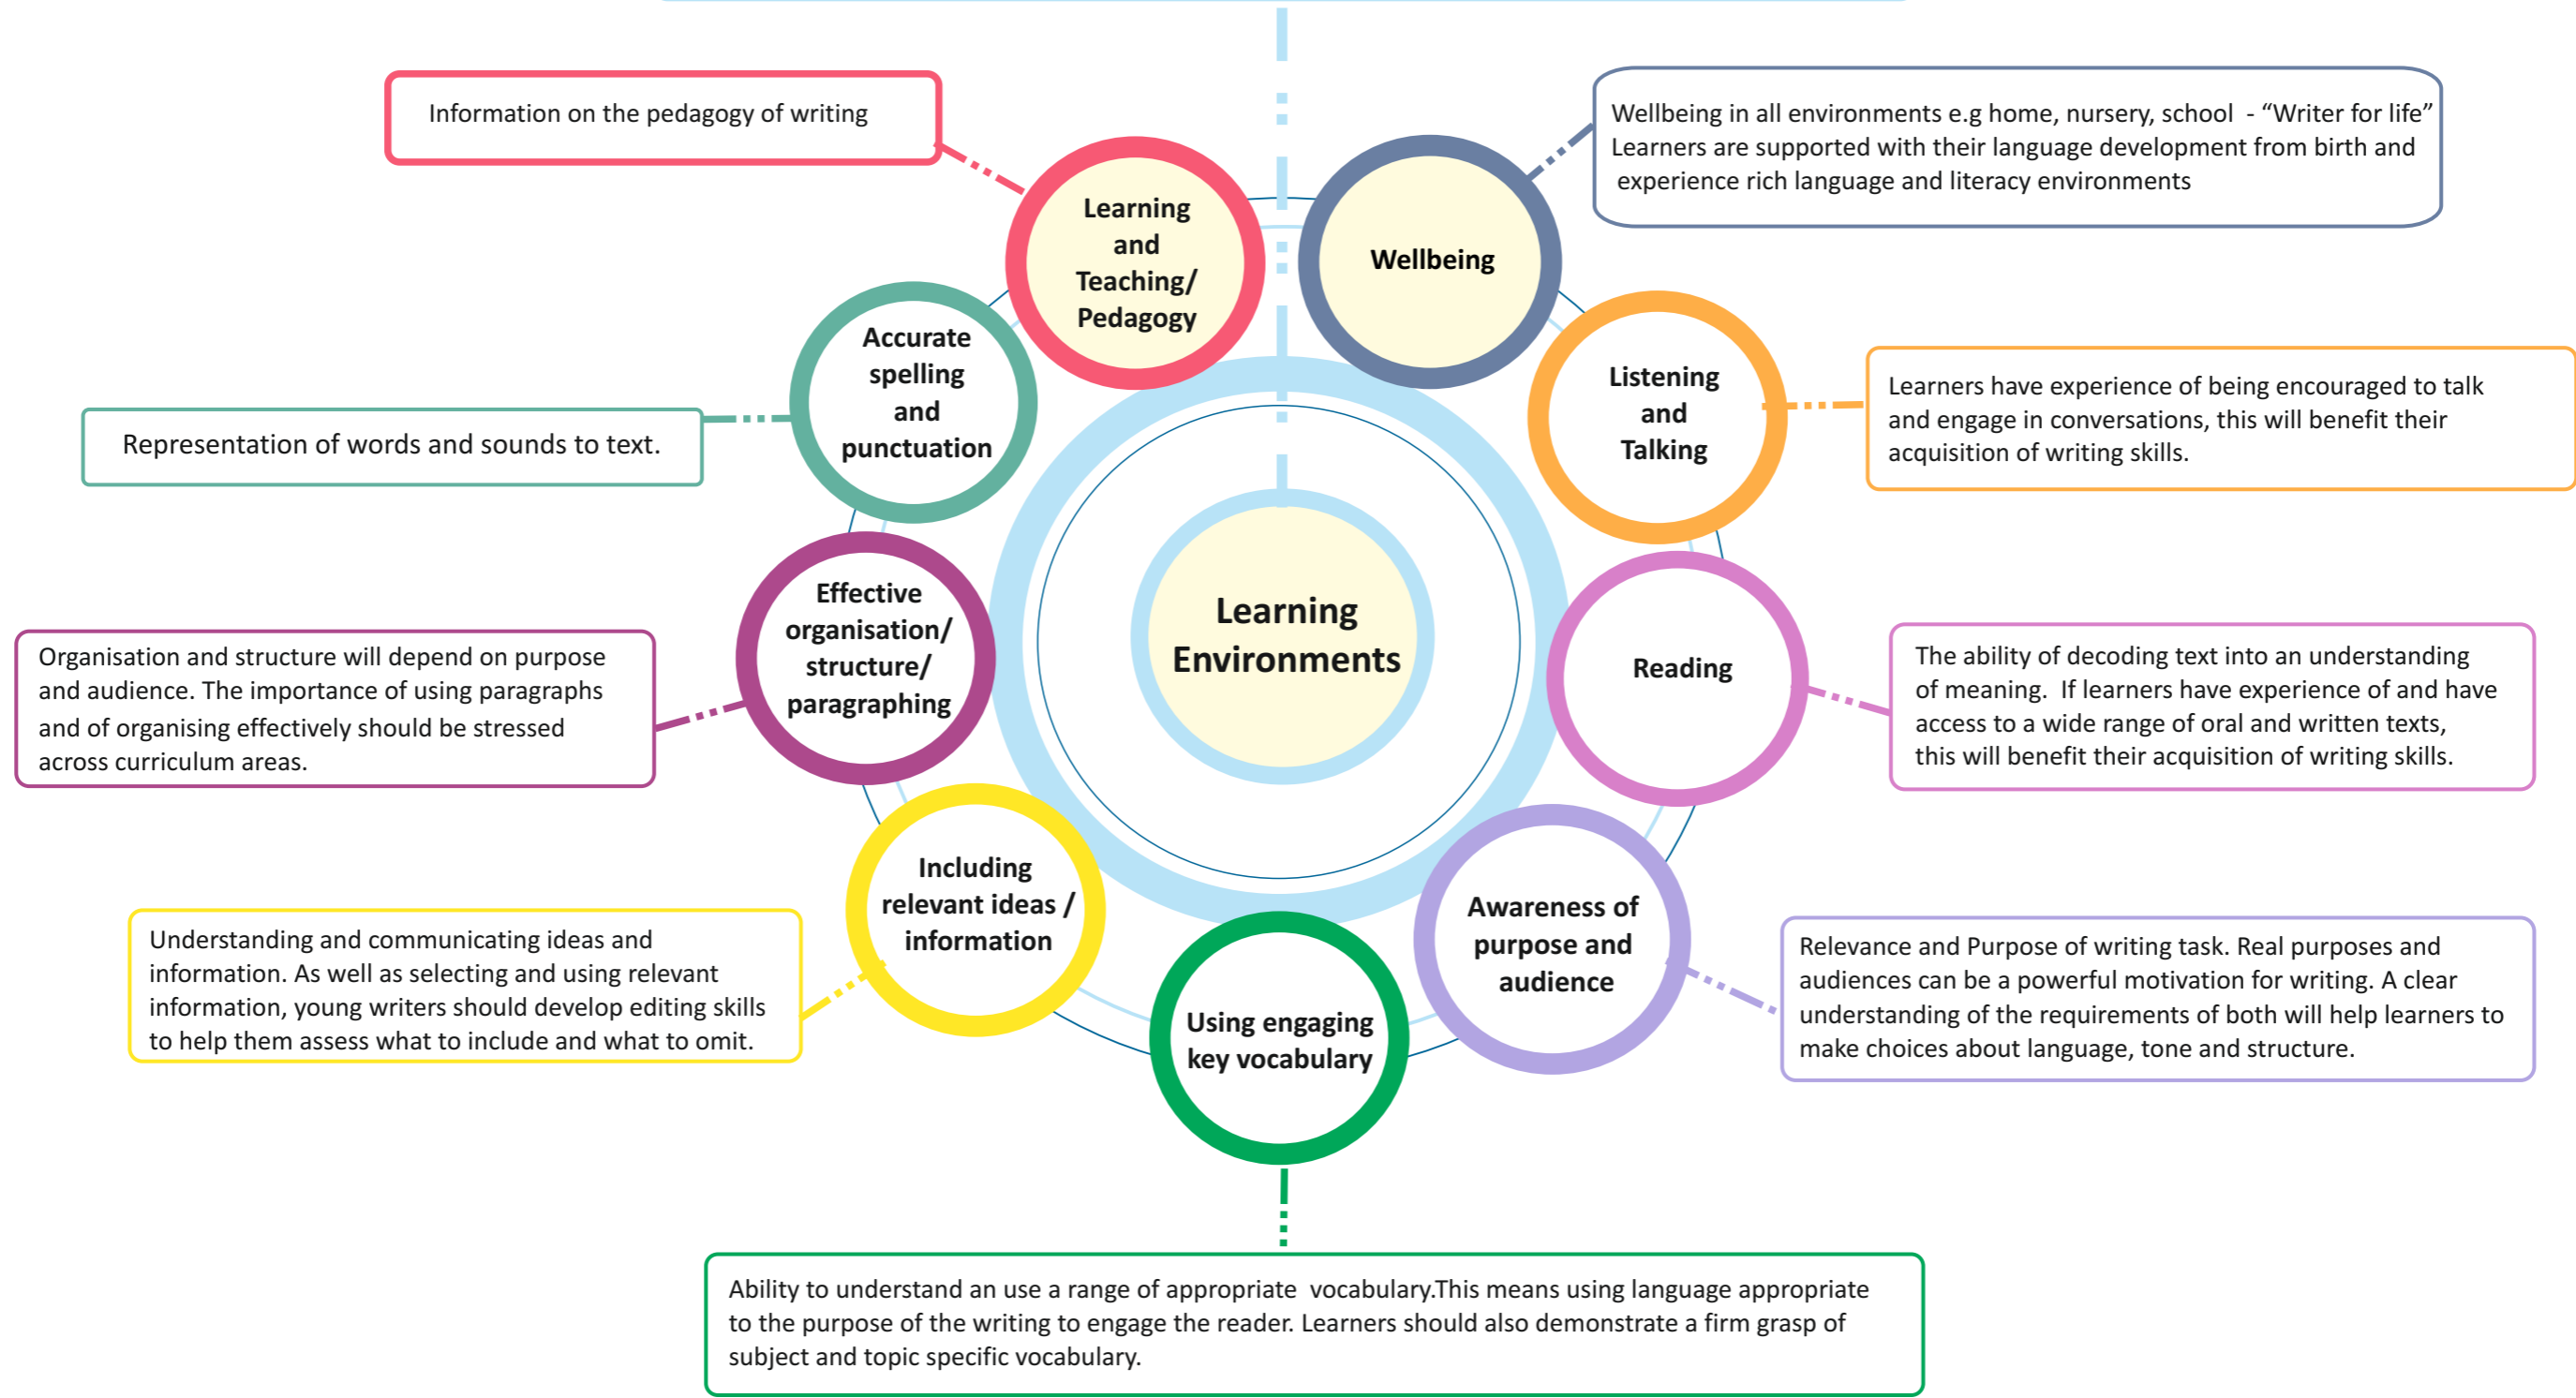 Information on the pedagogy of writing
Learning
and
Teaching/
Pedagogy
Wellbeing
Wellbeing in all environments e.g home, nursery, school - “Writer for life”
Learners are supported with their language development from birth and
experience rich language and literacy environments
Listening
and
Talking
Learners have experience of being encouraged to talk
and engage in conversations, this will benefit their
acquisition of writing skills.
Reading
The ability of decoding text into an understanding
of meaning. If learners have experience of and have
access to a wide range of oral and written texts,
this will benefit their acquisition of writing skills.
Awareness of
purpose and
audience
Relevance and Purpose of writing task. Real purposes and
audiences can be a powerful motivation for writing. A clear
understanding of the requirements of both will help learners to
make choices about language, tone and structure.
Using engaging
key vocabulary
Ability to understand an use a range of appropriate vocabulary.This means using language appropriate
to the purpose of the writing to engage the reader. Learners should also demonstrate a firm grasp of
subject and topic specific vocabulary.
Including
relevant ideas /
information
Understanding and communicating ideas and
information. As well as selecting and using relevant
information, young writers should develop editing skills
to help them assess what to include and what to omit.
Effective
organisation/
structure/
paragraphing
Organisation and structure will depend on purpose
and audience. The importance of using paragraphs
and of organising effectively should be stressed
across curriculum areas.
Accurate
spelling
and
punctuation
Representation of words and sounds to text.
Learning
Environments